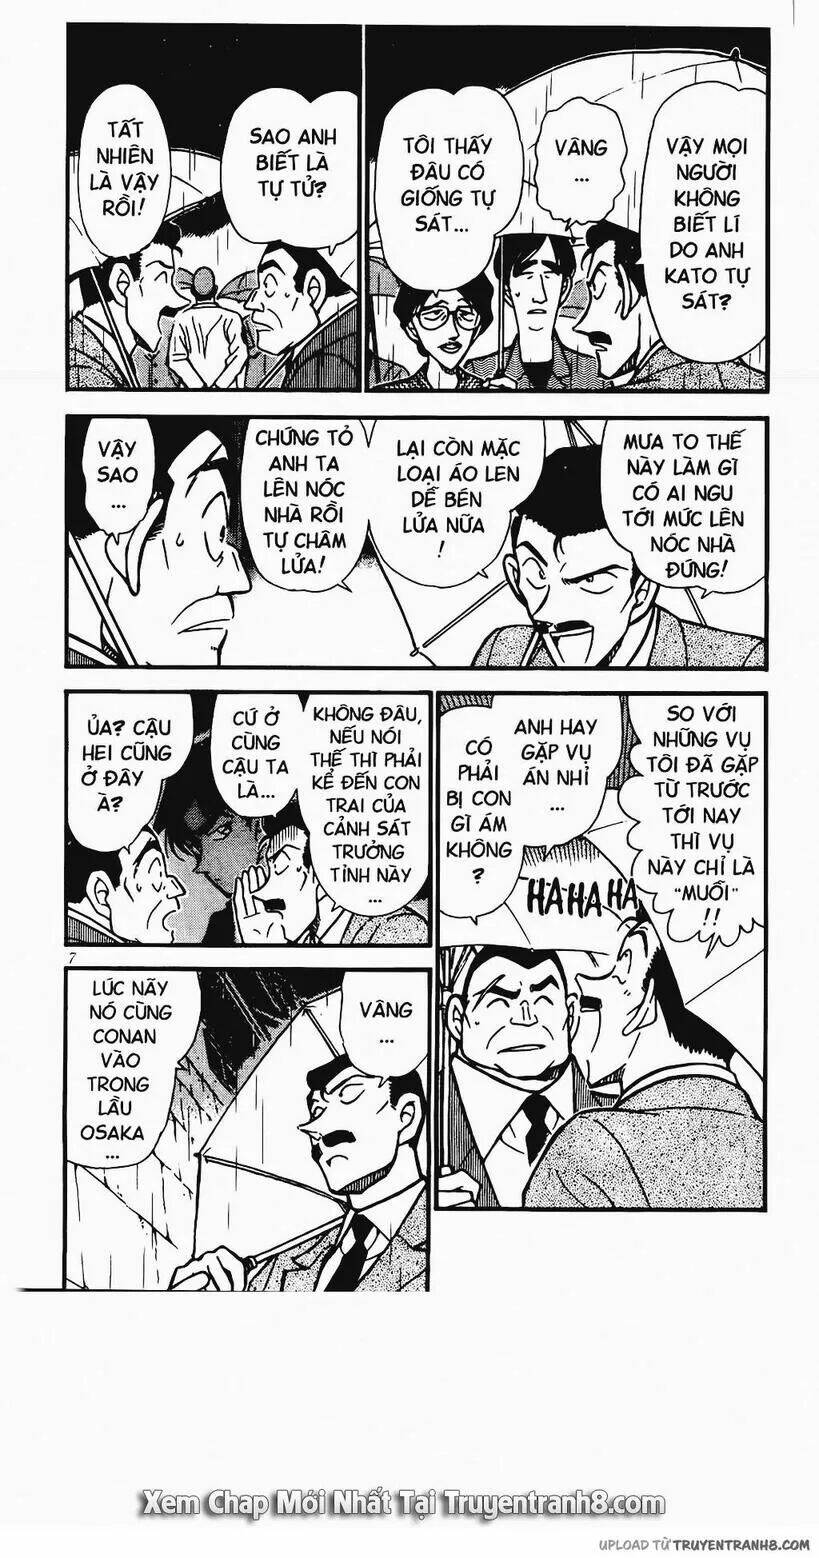 VẬY MỌI
NGƯỜI
KHÔNG
BIẾT LÍ
DO ANH
KATO TỰ
SÁT?
VÂNG
...
TÔI THẤY
ĐÂU CÓ
GIỐNG TỰ
SÁT...
SAO ANH
BIẾT LÀ
TỰ TỬ?
TẤT
NHIÊN
LÀ VẬY
RỒI!
MƯA TO THẾ
NÀY LÀM GÌ
CÓ AI NGU
TỚI MỨC LÊN
NÓC NHÀ
ĐỨNG!
LẠI CÒN MẶC
LOẠI ÁO LEN
DỄ BÉN
LỬA NỮA
!
CHỨNG TỎ
ANH TA
LÊN NÓC
NHÀ RỒI
TỰ CHÂM
LỬA!
VẬY
SAO
...
SO VỚI
NHỮNG VỤ
TÔI ĐÃ GẶP
TỪ TRƯỚC
TỚI NAY
THÌ VỤ
NÀY CHỈ LÀ
"MUỖI"
!!
ANH HAY
GẶP VỤ
ÁN NHỈ
...
CÓ
PHẢI
BỊ CON
GÌ ÁM
KHÔNG
?
HA HA HA
KHÔNG ĐÂU,
NẾU NÓI
THẾ THÌ PHẢI
KỂ ĐẾN CON
TRAI CỦA
CẢNH SÁT
TRƯỞNG
TỈNH NÀY
...
CỨ Ở
CÙNG
CẬU TA
LÀ...
ỦA? CẬU
HEI CŨNG
Ở ĐÂY
À?
7
VÂNG
...
LÚC NÃY
NÓ CÙNG
CONAN
VÀO
TRONG
LẦU
OSAKA
...
Xem Chap Mới Nhất Tại Truyentranh8.com
UPLOAD TỪ TRUYENTRANH8.COM